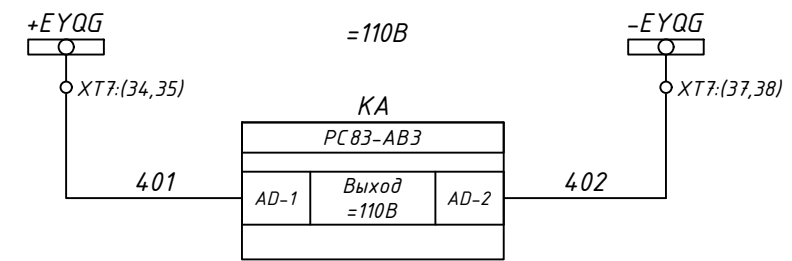 +EYQG
=110В
-EYQG
XT7:(34,35)
XT7:(37,38)
KA
РС83-АВ3
401
AD-1
Выход
=110В
AD-2
402